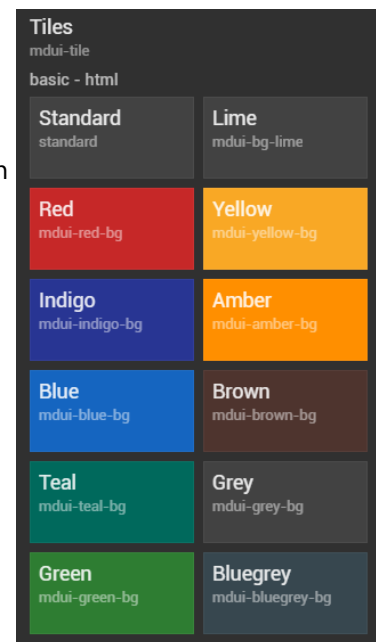 Tiles
mdui-tile
basic - html
Standard
standard
Lime
mdui-bg-lime
Red
mdui-red-bg
Yellow
mdui-yellow-bg
Indigo
mdui-indigo-bg
Amber
mdui-amber-bg
Blue
mdui-blue-bg
Brown
mdui-brown-bg
Teal
mdui-teal-bg
Grey
mdui-grey-bg
Green
mdui-green-bg
Bluegrey
mdui-bluegrey-bg